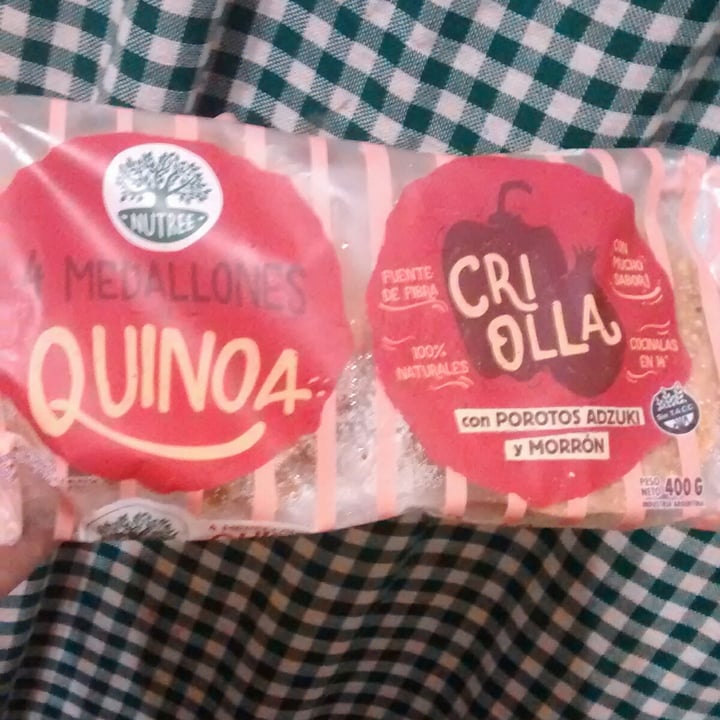 NUTREE
4 MEDALLONES
QUINOA
FUENTE
DE FIBRA
100%
NATURALES
CRI
OLLA
CON
MUCHO
SABOR!
COCINALAS
EN 14'
con POROTOS ADZUKI
y MORRÓN
Sin T.A.C.C.
PESO
NETO 400 G
INDUSTRIA ARGENTINA